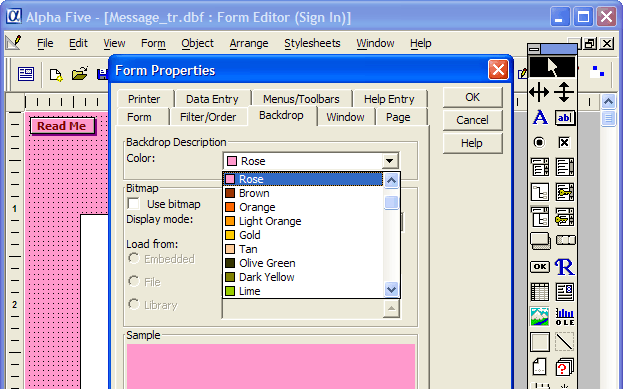 Alpha Five - [Message_tr.dbf : Form Editor (Sign In)]
File Edit View Form Object Arrange Stylesheets Window Help
Form Properties
Printer Data Entry Menus/Toolbars Help Entry
Form Filter/Order Backdrop Window Page
OK
Cancel
Help
Read Me
Backdrop Description
Color: Rose
Rose
Brown
Orange
Light Orange
Gold
Tan
Olive Green
Dark Yellow
Lime
Bitmap
Use bitmap
Display mode:
Load from:
Embedded
File
Library
Sample
1
2
A ab
OK R
OLE